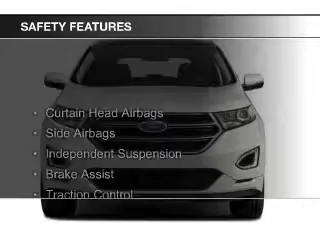 SAFETY FEATURES
• Curtain Head Airbags
• Side Airbags
• Independent Suspension
• Brake Assist
• Traction Control